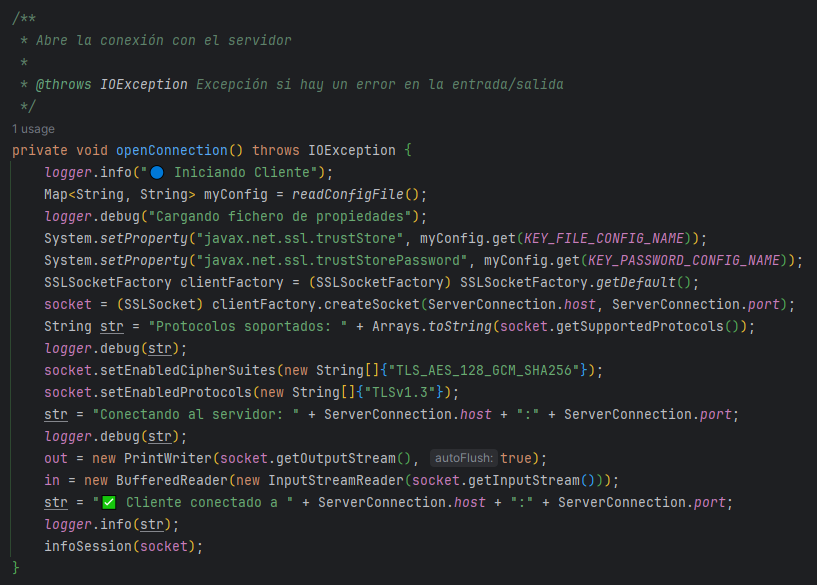 /**
 * Abre la conexión con el servidor
 *
 * @throws IOException Excepción si hay un error en la entrada/salida
 */
1 usage
private void openConnection() throws IOException {
    logger.info("🔵 Iniciando Cliente");
    Map<String, String> myConfig = readConfigFile();
    logger.debug("Cargando fichero de propiedades");
    System.setProperty("javax.net.ssl.trustStore", myConfig.get(KEY_FILE_CONFIG_NAME));
    System.setProperty("javax.net.ssl.trustStorePassword", myConfig.get(KEY_PASSWORD_CONFIG_NAME));
    SSLSocketFactory clientFactory = (SSLSocketFactory) SSLSocketFactory.getDefault();
    socket = (SSLSocket) clientFactory.createSocket(ServerConnection.host, ServerConnection.port);
    String str = "Protocolos soportados: " + Arrays.toString(socket.getSupportedProtocols());
    logger.debug(str);
    socket.setEnabledCipherSuites(new String[]{"TLS_AES_128_GCM_SHA256"});
    socket.setEnabledProtocols(new String[]{"TLSv1.3"});
    str = "Conectando al servidor: " + ServerConnection.host + ":" + ServerConnection.port;
    logger.debug(str);
    out = new PrintWriter(socket.getOutputStream(), autoFlush: true);
    in = new BufferedReader(new InputStreamReader(socket.getInputStream()));
    str = "✅ Cliente conectado a " + ServerConnection.host + ":" + ServerConnection.port;
    logger.info(str);
    infoSession(socket);
}